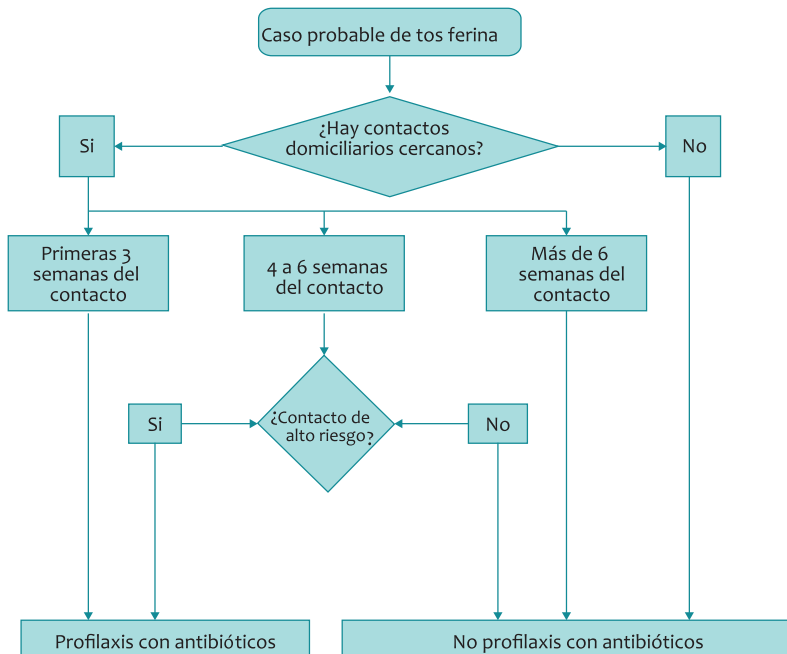 Caso probable de tos ferina
¿Hay contactos
domiciliarios cercanos?
Si
No
Primeras 3
semanas del
contacto
4 a 6 semanas
del contacto
Más de 6
semanas del
contacto
¿Contacto de
alto riesgo?
Si
No
Profilaxis con antibióticos
No profilaxis con antibióticos